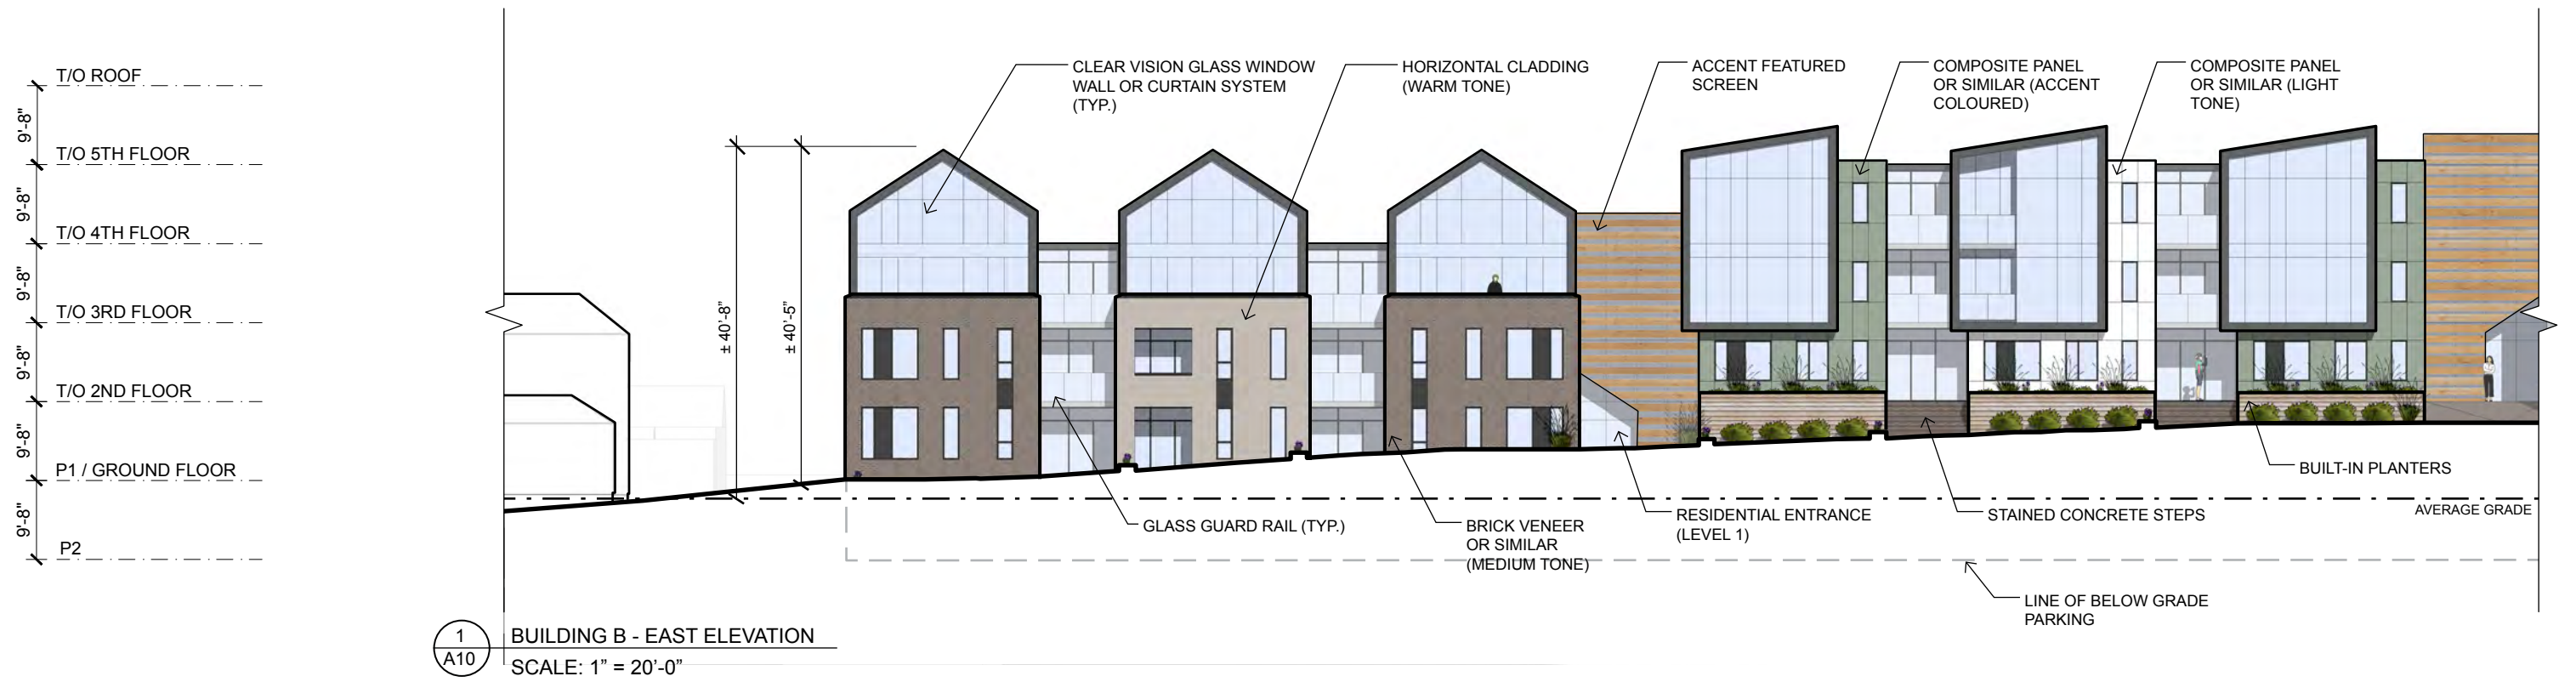 T/O ROOF
9'-8"
T/O 5TH FLOOR
9'-8"
T/O 4TH FLOOR
9'-8"
T/O 3RD FLOOR
9'-8"
T/O 2ND FLOOR
9'-8"
P1 / GROUND FLOOR
9'-8"
P2
± 40'-8"
± 40'-5"
CLEAR VISION GLASS WINDOW
WALL OR CURTAIN SYSTEM
(TYP.)
HORIZONTAL CLADDING
(WARM TONE)
ACCENT FEATURED
SCREEN
COMPOSITE PANEL
OR SIMILAR (ACCENT
COLOURED)
COMPOSITE PANEL
OR SIMILAR (LIGHT
TONE)
GLASS GUARD RAIL (TYP.)
BRICK VENEER
OR SIMILAR
(MEDIUM TONE)
RESIDENTIAL ENTRANCE
(LEVEL 1)
STAINED CONCRETE STEPS
BUILT-IN PLANTERS
AVERAGE GRADE
LINE OF BELOW GRADE
PARKING
1
A10
BUILDING B - EAST ELEVATION
SCALE: 1” = 20’-0”